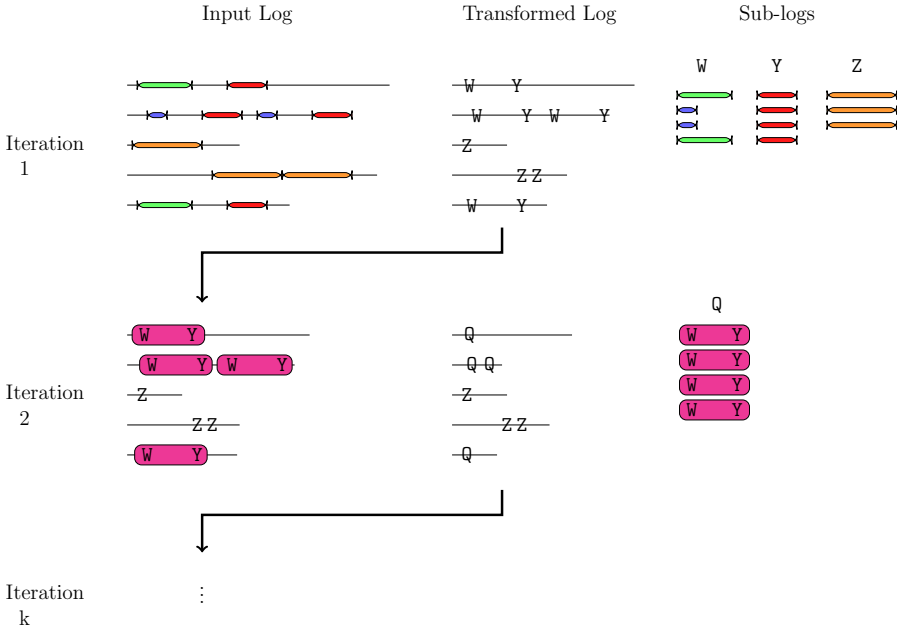 Input Log Transformed Log Sub-logs
W Y Z
W Y
W Y W Y
Iteration 1
Z
Z Z
W Y
Q
W Y Q W Y
W Y W Y Q Q W Y
Iteration 2
Z Z W Y
Z Z Z Z W Y
W Y Q
Iteration k
⋮